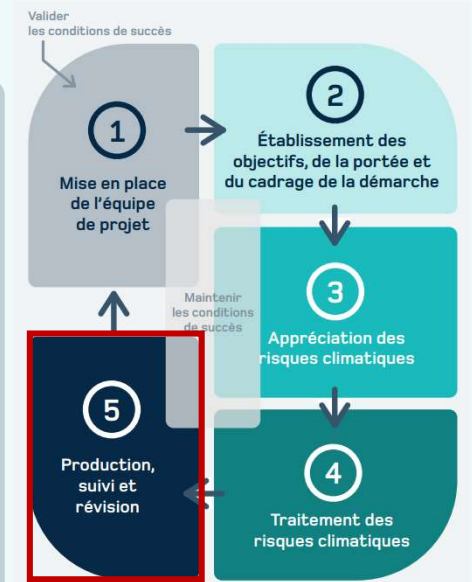 Valider
les conditions de succès
1
Mise en place
de l'équipe
de projet
2
Établissement des
objectifs, de la portée et
du cadrage de la démarche
Maintenir
les conditions
de succès
3
Appréciation des
risques climatiques
4
Traitement des
risques climatiques
5
Production,
suivi et
révision